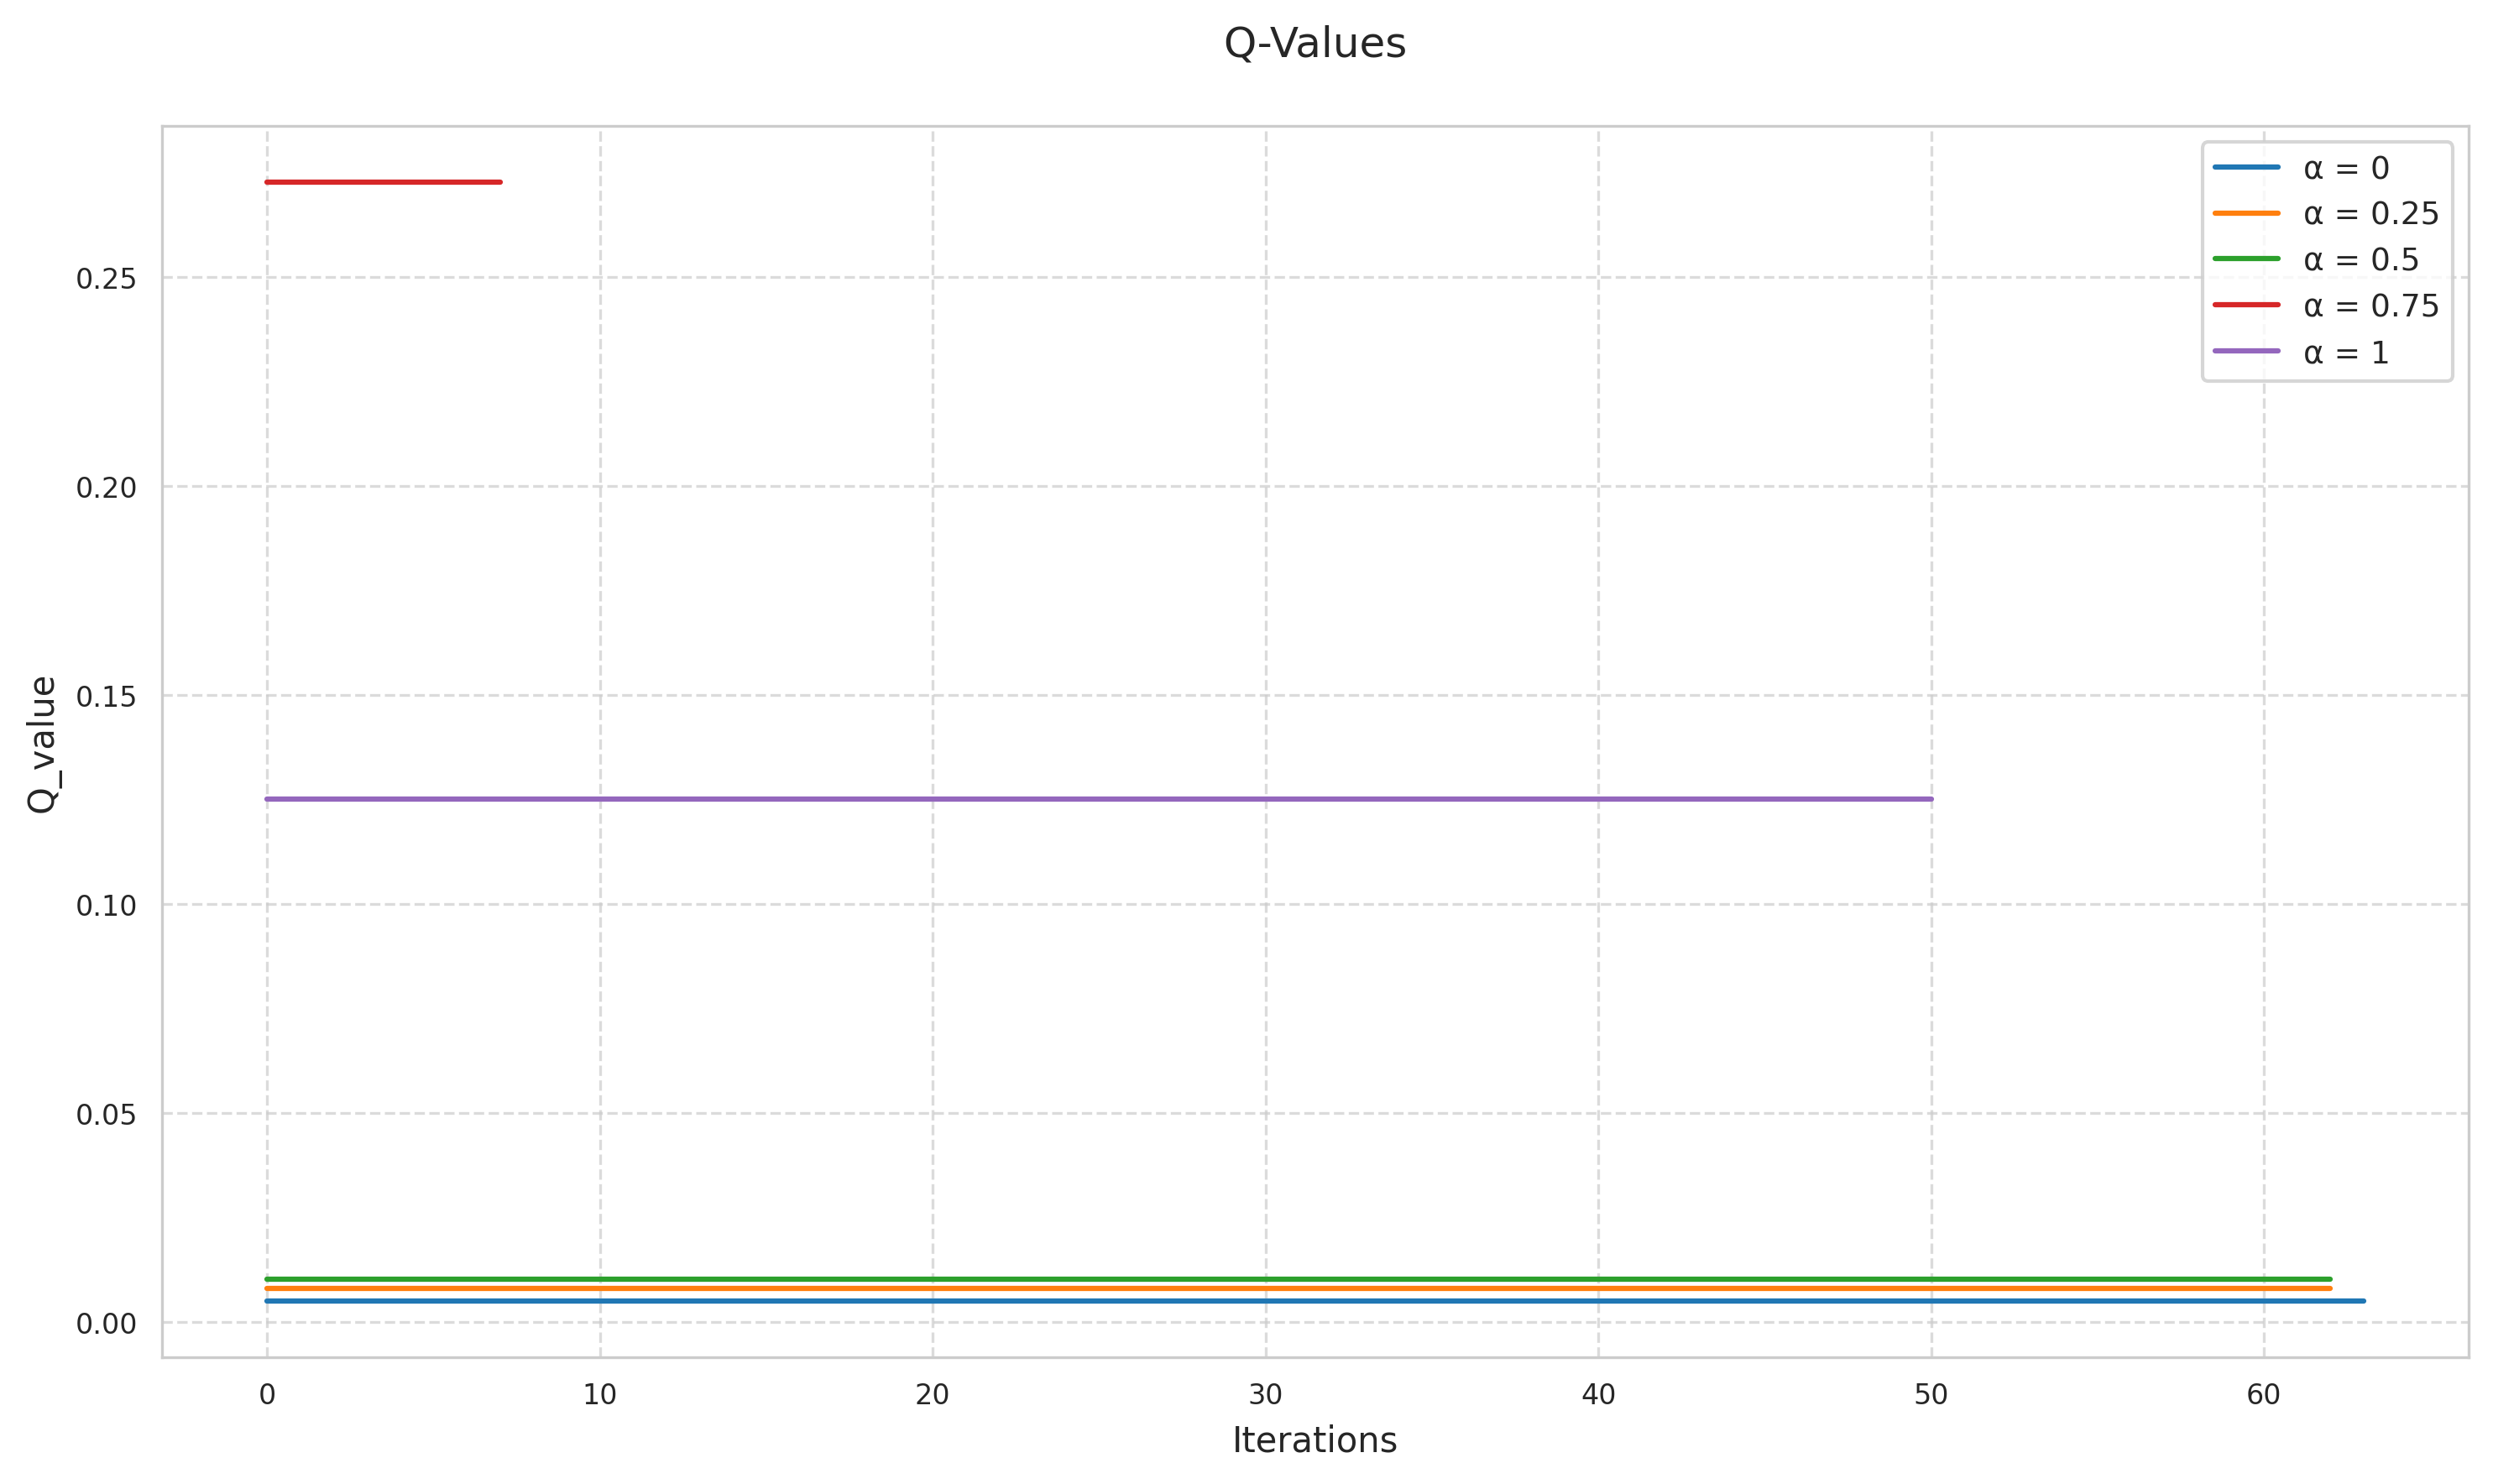 Q-Values
α = 0
α = 0.25
α = 0.5
α = 0.75
α = 1
0.25
0.20
0.15
0.10
0.05
0.00
Q_value
0 10 20 30 40 50 60
Iterations